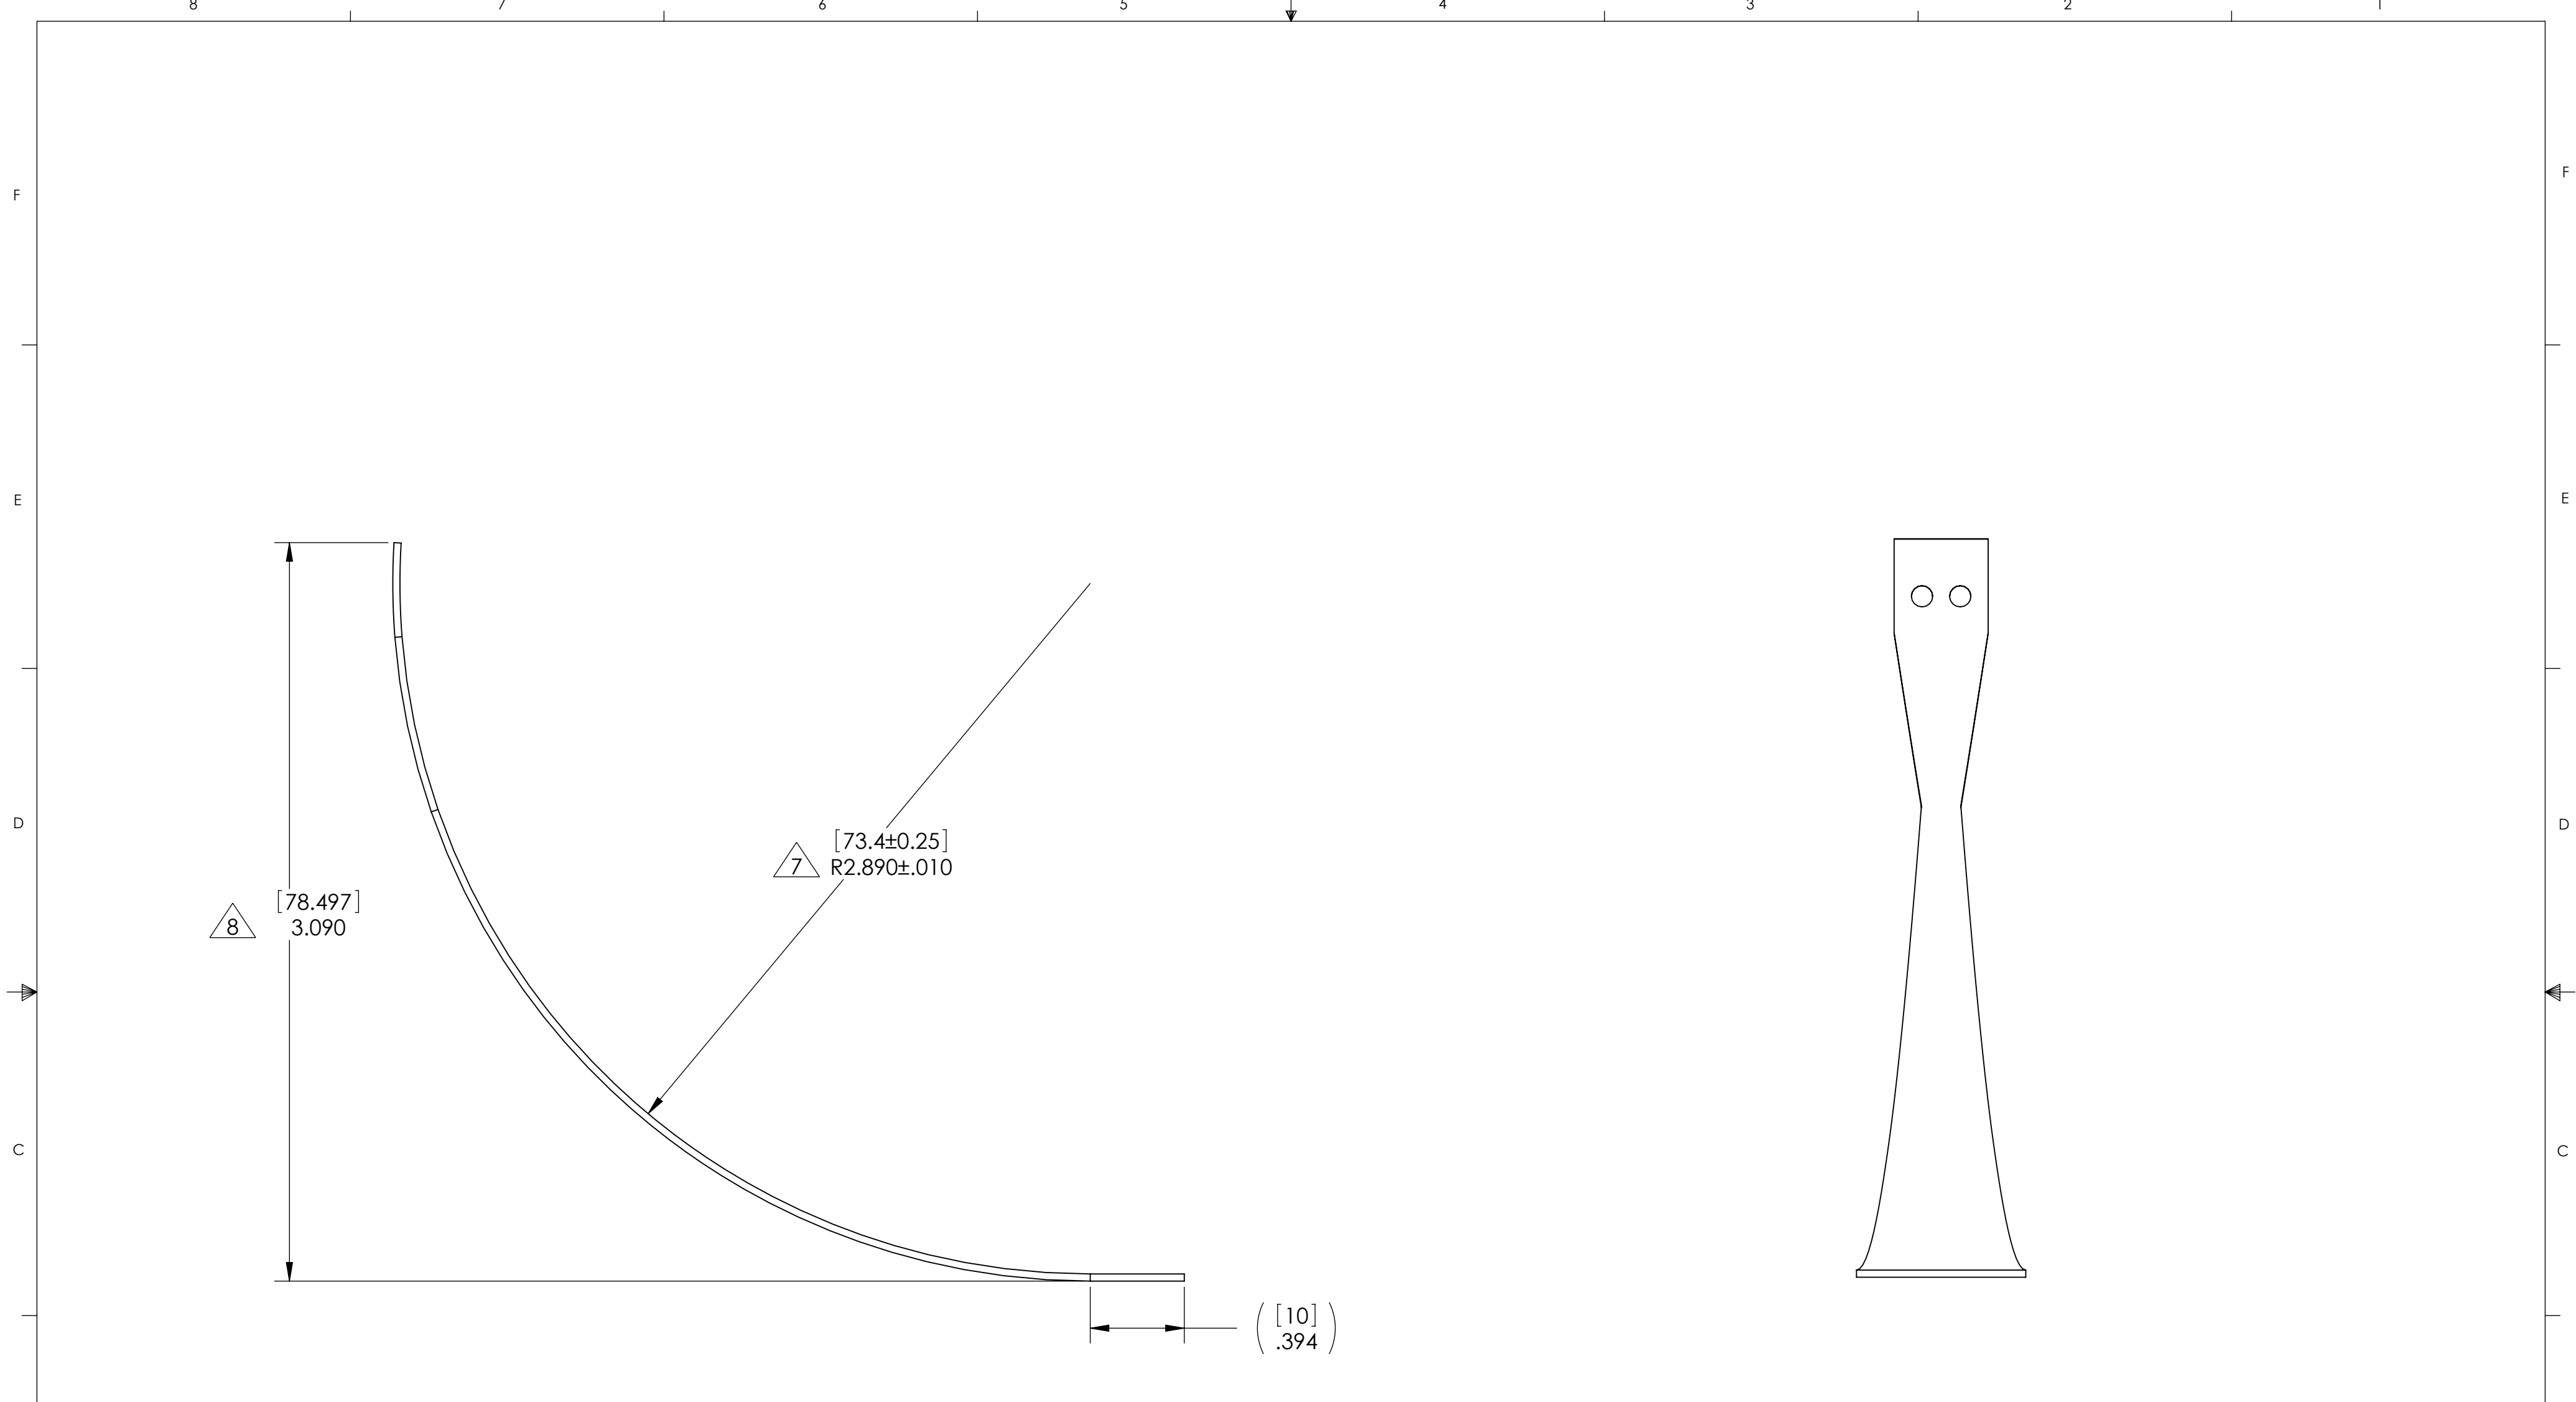 8 7 6 5 4 3 2 1
F F
E E
[73.4±0.25]
7 R2.890±.010
D D
[78.497]
8 3.090
C C
([10]
.394)